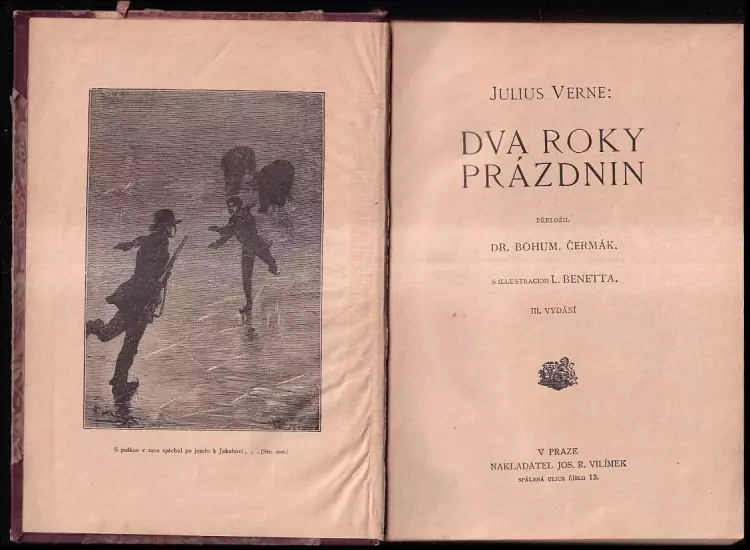 S puškou v ruce spěchal po jezeře k Jakubovi . . . (Str. 200.)
JULIUS VERNE:
DVA ROKY
PRÁZDNIN
PŘELOŽIL
DR. BOHUM. ČERMÁK.
S ILLUSTRACEMI L. BENETTA.
III. VYDÁNÍ
V PRAZE
NAKLADATEL JOS. R. VILÍMEK
SPÁLENÁ ULICE ČÍSLO 13.